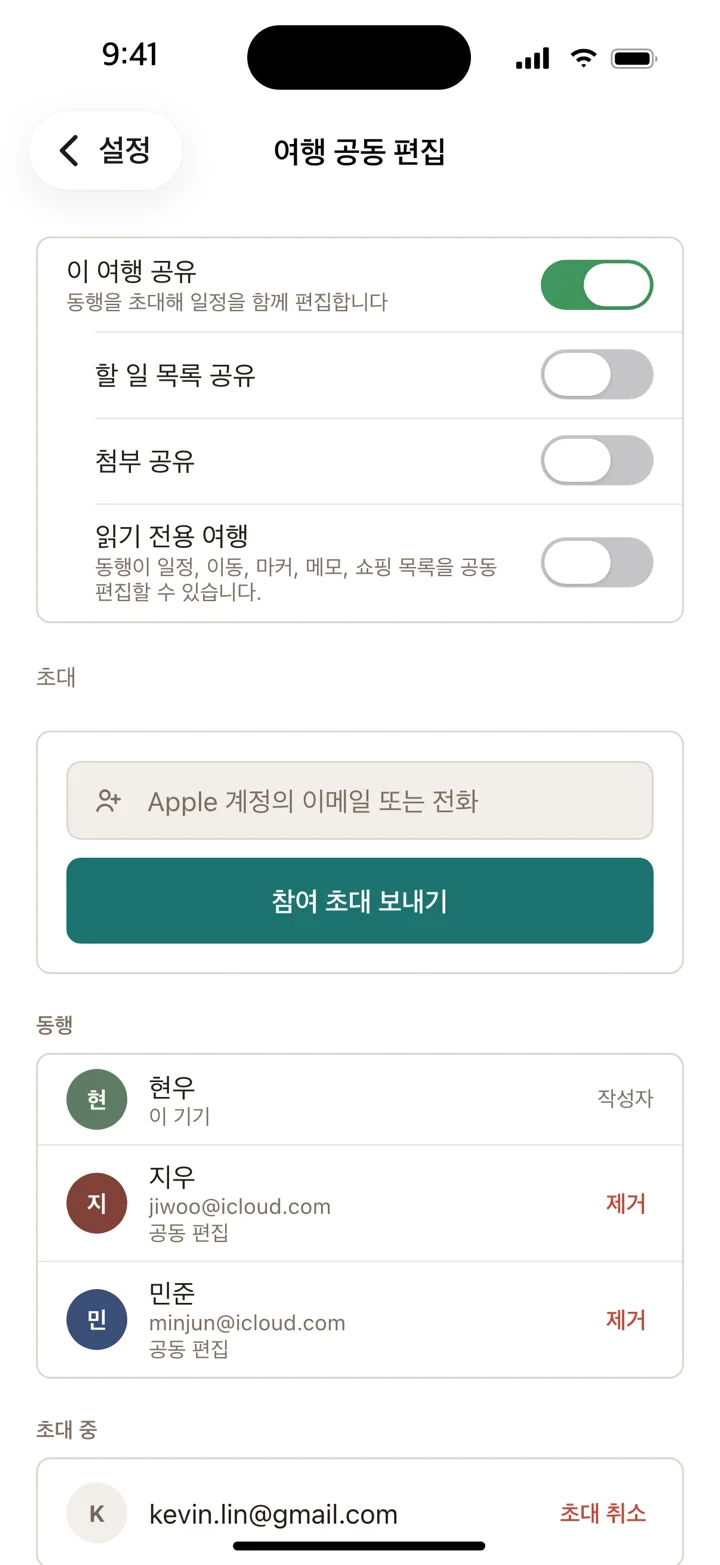 9:41
설정
여행 공동 편집
이 여행 공유
동행을 초대해 일정을 함께 편집합니다
할 일 목록 공유
첨부 공유
읽기 전용 여행
동행이 일정, 이동, 마커, 메모, 쇼핑 목록을 공동
편집할 수 있습니다.
초대
Apple 계정의 이메일 또는 전화
참여 초대 보내기
동행
현
현우
이 기기
작성자
지
지우
jiwoo@icloud.com
공동 편집
제거
민
민준
minjun@icloud.com
공동 편집
제거
초대 중
K
kevin.lin@gmail.com
초대 취소